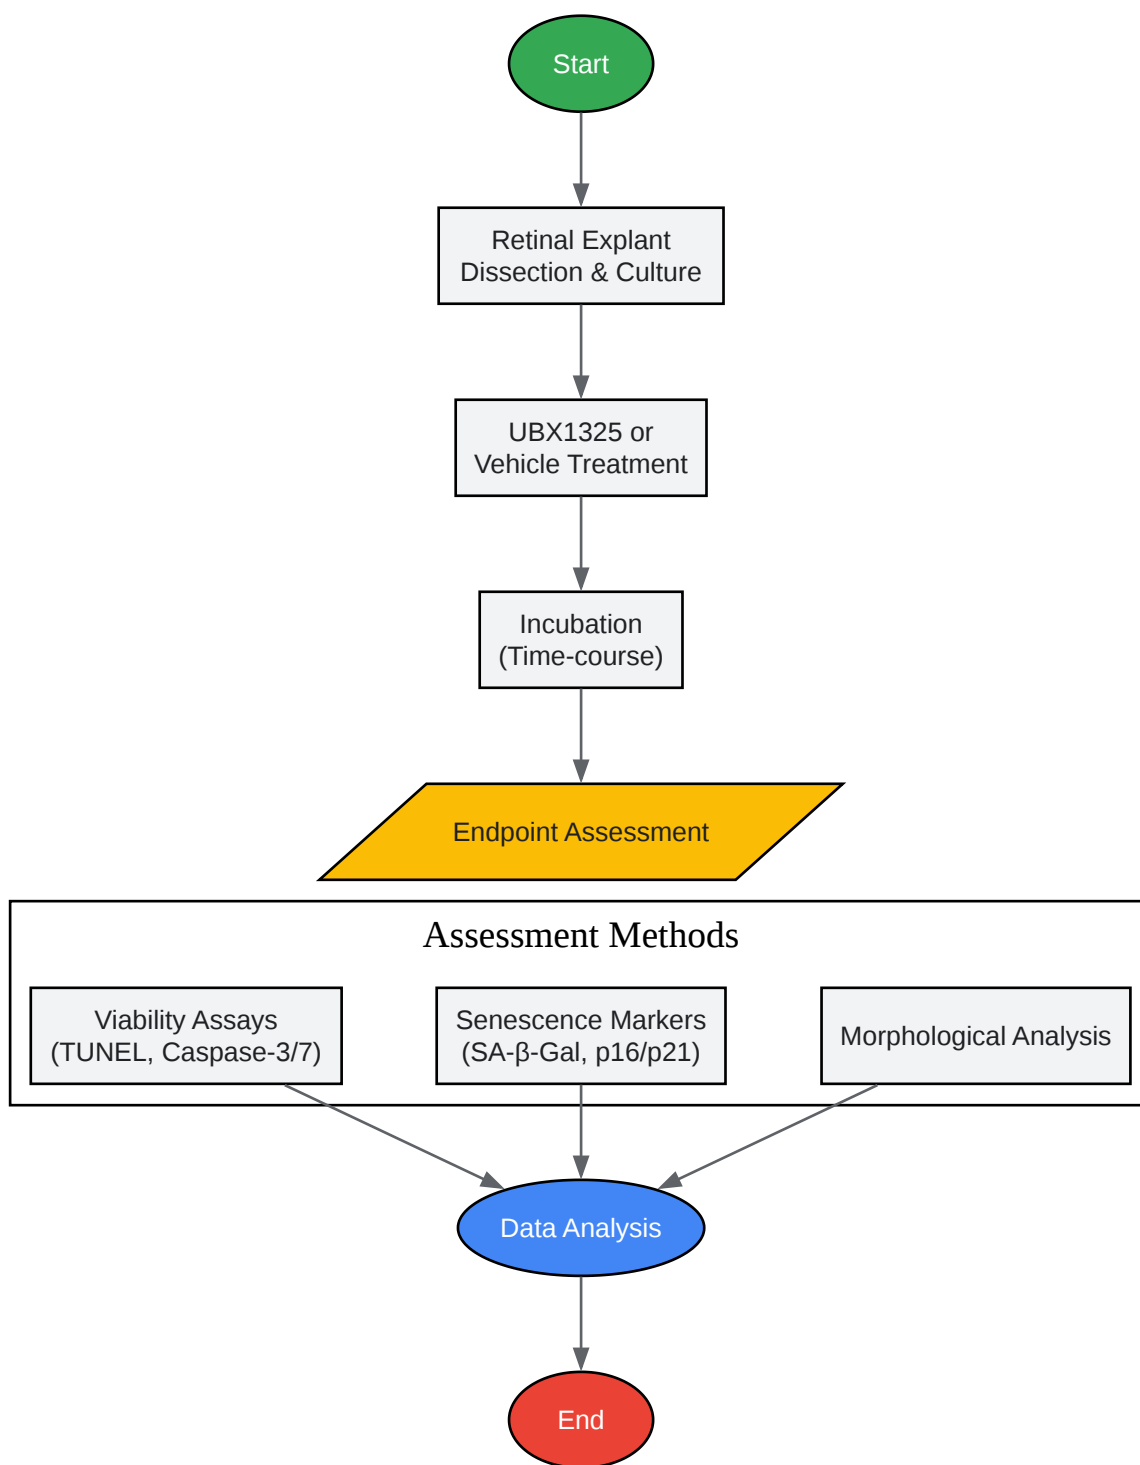 Start
Retinal Explant
Dissection & Culture
UBX1325 or
Vehicle Treatment
Incubation
(Time-course)
Endpoint Assessment
Assessment Methods
Viability Assays
(TUNEL, Caspase-3/7)
Senescence Markers
(SA-β-Gal, p16/p21)
Morphological Analysis
Data Analysis
End